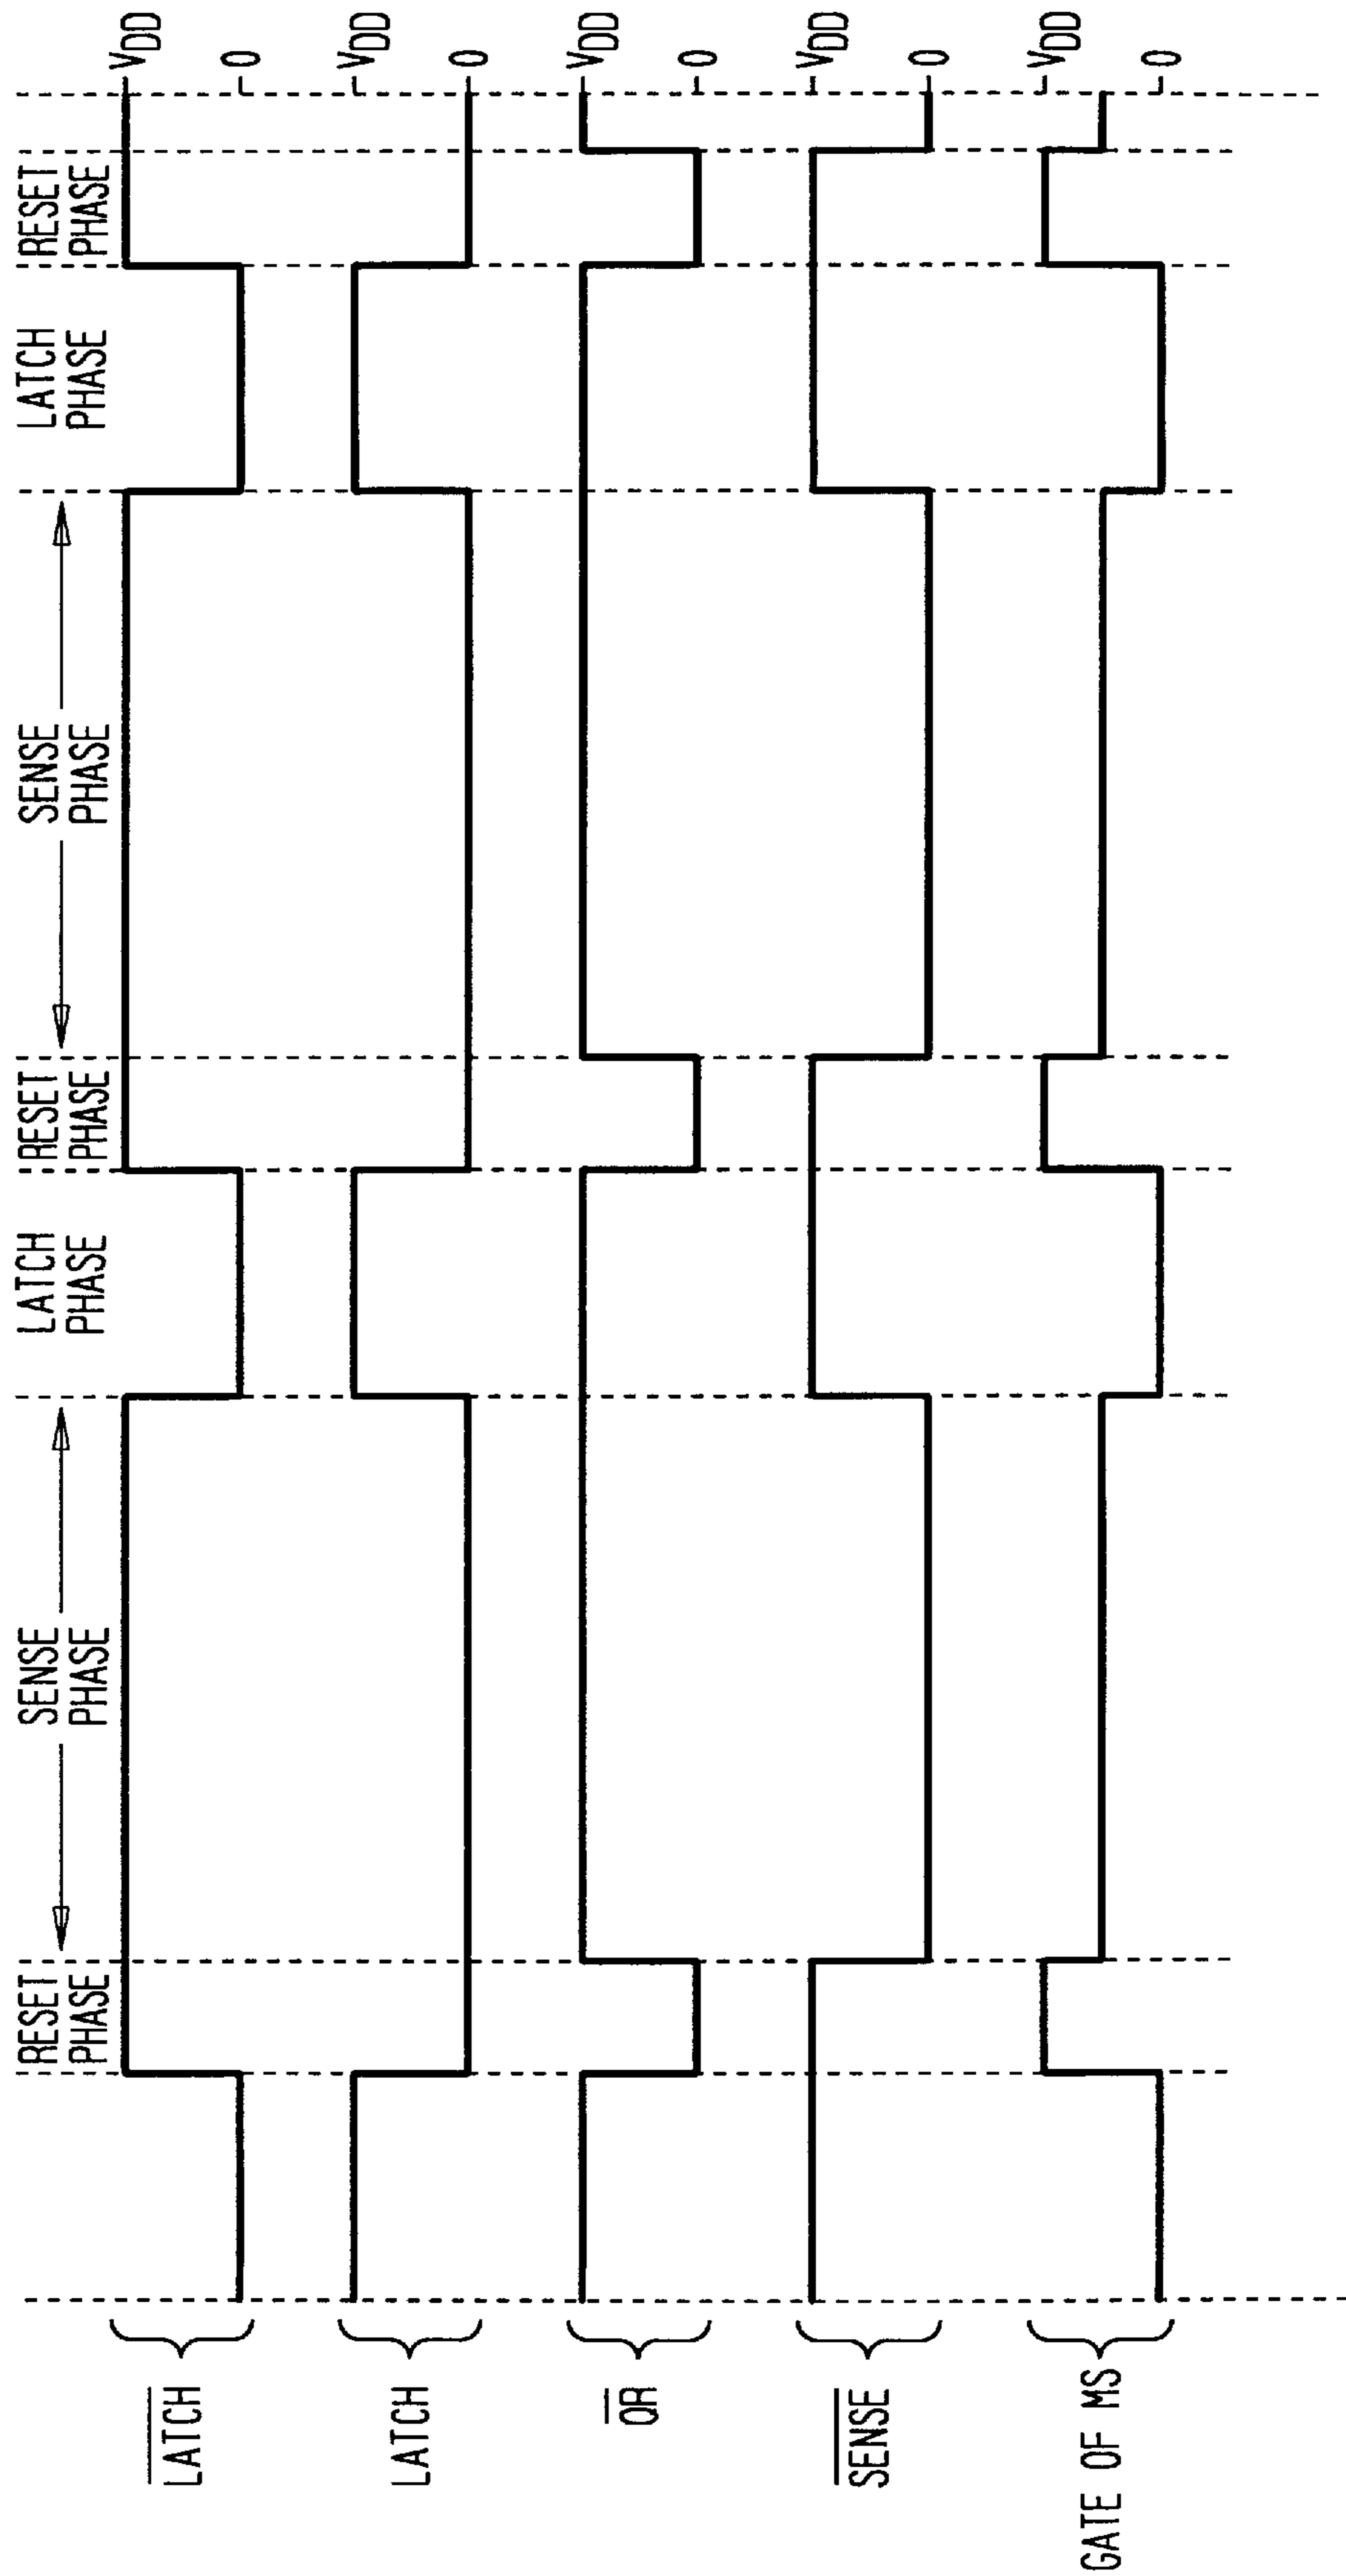 RESET
PHASE
SENSE
PHASE
LATCH
PHASE
RESET
PHASE
SENSE
PHASE
LATCH
PHASE
RESET
PHASE
LATCH
VDD
0
LATCH
VDD
0
QR
VDD
0
SENSE
VDD
0
GATE OF MS
VDD
0